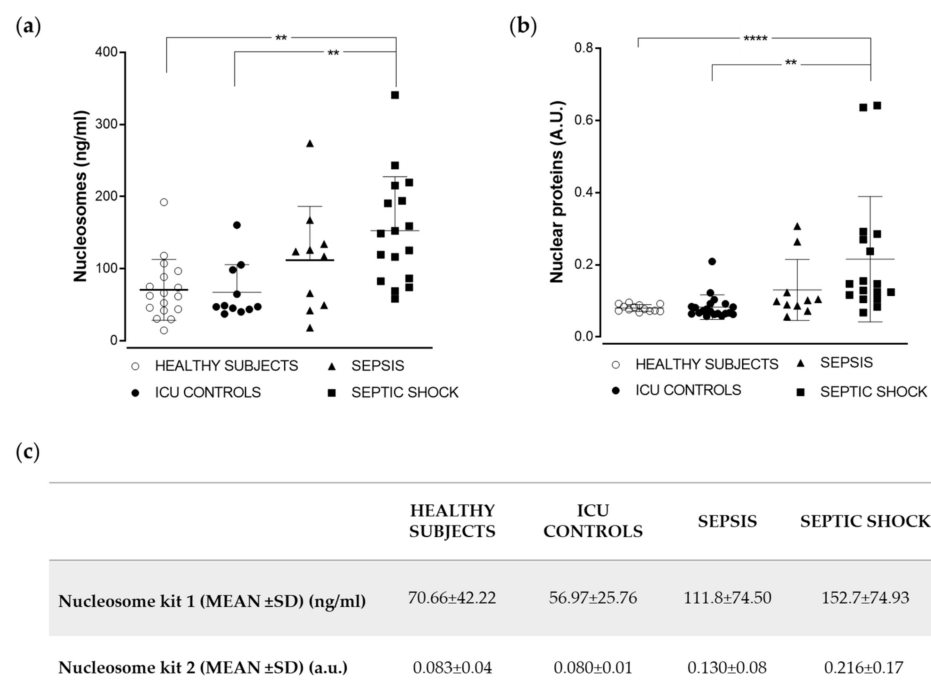 (a)
**
**
400
300
200
100
0
Nucleosomes (ng/ml)
HEALTHY SUBJECTS
SEPSIS
ICU CONTROLS
SEPTIC SHOCK
(b)
****
**
0.8
0.6
0.4
0.2
0.0
Nuclear proteins (A.U.)
HEALTHY SUBJECTS
SEPSIS
ICU CONTROLS
SEPTIC SHOCK
(c)
HEALTHY
SUBJECTS
ICU
CONTROLS
SEPSIS
SEPTIC SHOCK
Nucleosome kit 1 (MEAN ±SD) (ng/ml) 70.66±42.22 56.97±25.76 111.8±74.50 152.7±74.93
Nucleosome kit 2 (MEAN ±SD) (a.u.) 0.083±0.04 0.080±0.01 0.130±0.08 0.216±0.17